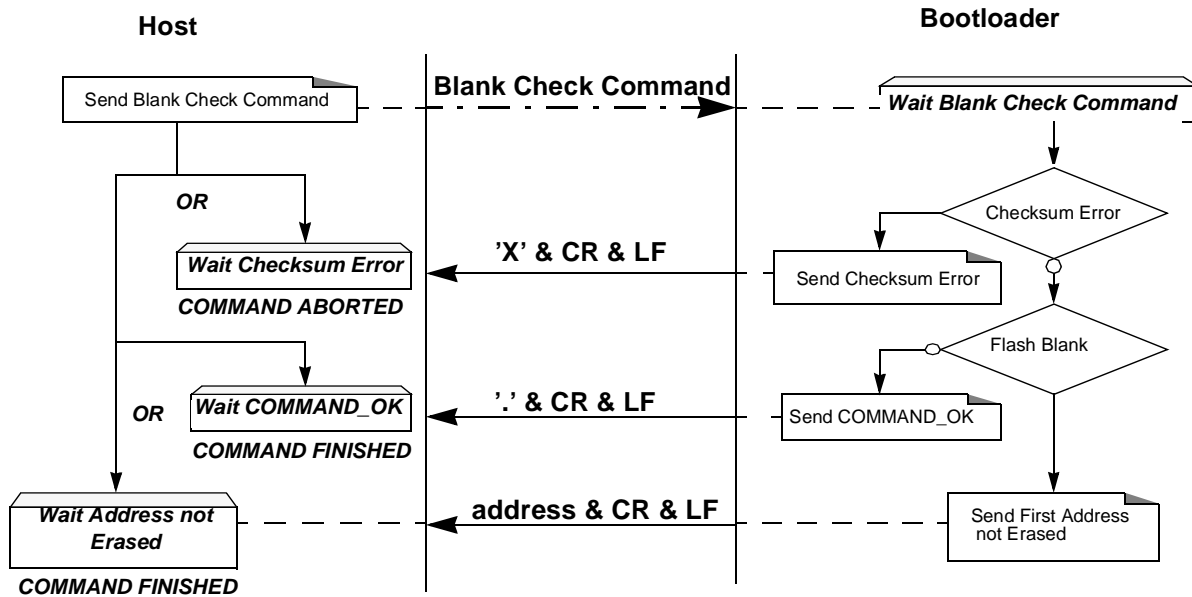 Host
Bootloader
Send Blank Check Command
Blank Check Command
Wait Blank Check Command
OR
Checksum Error
Wait Checksum Error
'X' & CR & LF
Send Checksum Error
COMMAND ABORTED
Flash Blank
OR
Wait COMMAND_OK
'.' & CR & LF
Send COMMAND_OK
COMMAND FINISHED
Wait Address not
Erased
address & CR & LF
Send First Address
not Erased
COMMAND FINISHED